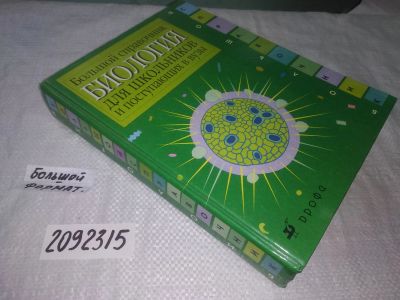 Большой справочник
БИОЛОГИЯ
для школьников
и поступающих в вузы
ДРОФА
большой
формат.
2092315